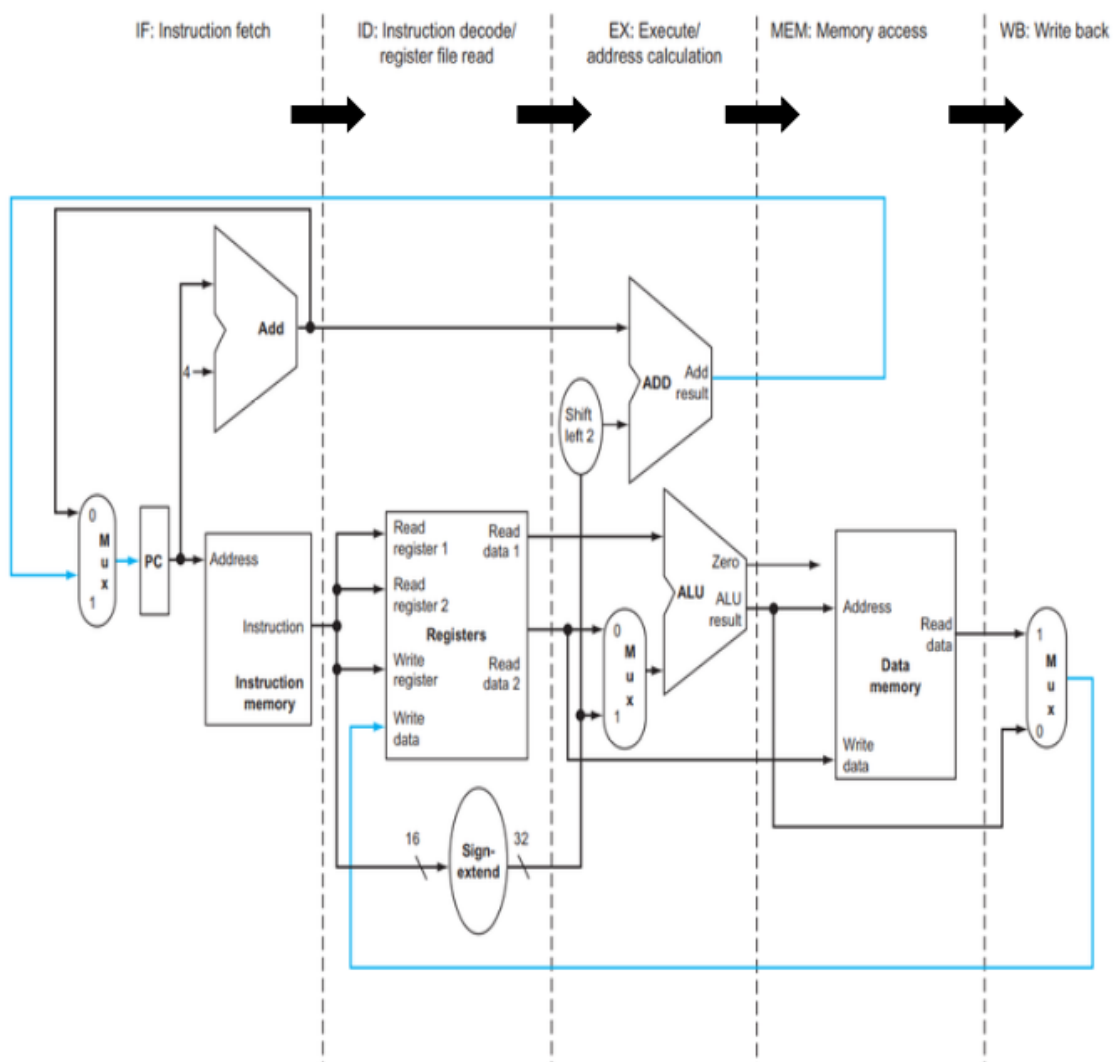 IF: Instruction fetch
ID: Instruction decode/
register file read
EX: Execute/
address calculation
MEM: Memory access
WB: Write back
Add
4
ADD
Add
result
Shift
left 2
0
M
u
x
1
PC
Address
Instruction
Instruction
memory
Read
register 1
Read
register 2
Write
register
Write
data
Registers
Read
data 1
Read
data 2
16
Sign-
extend
32
0
M
u
x
1
Zero
ALU
ALU
result
Address
Read
data
Data
memory
Write
data
1
M
u
x
0